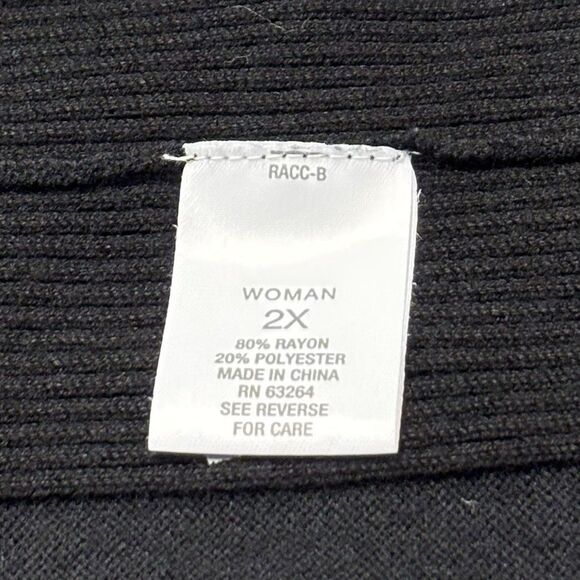 RACC-B
WOMAN
2X
80% RAYON
20% POLYESTER
MADE IN CHINA
RN 63264
SEE REVERSE
FOR CARE